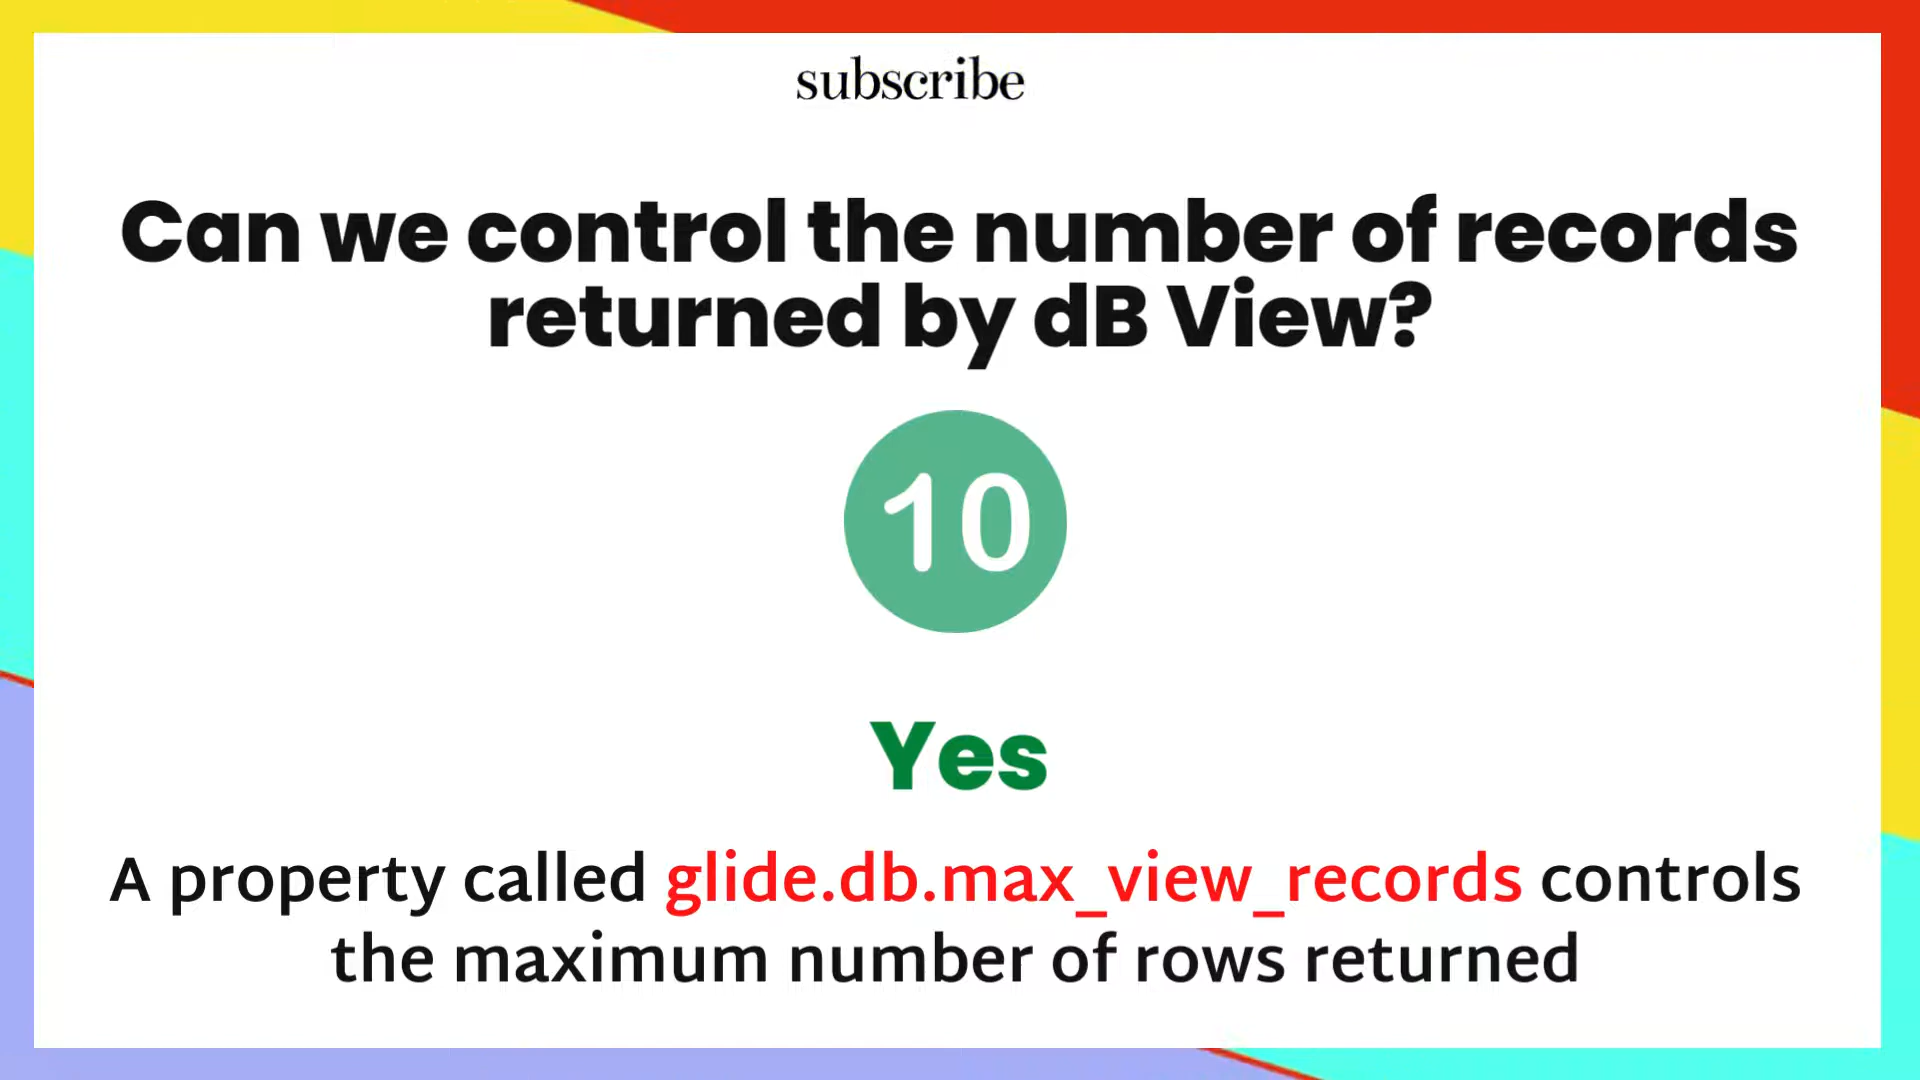 subscribe
Can we control the number of records
returned by dB View?
10
Yes
A property called glide.db.max_view_records controls
the maximum number of rows returned